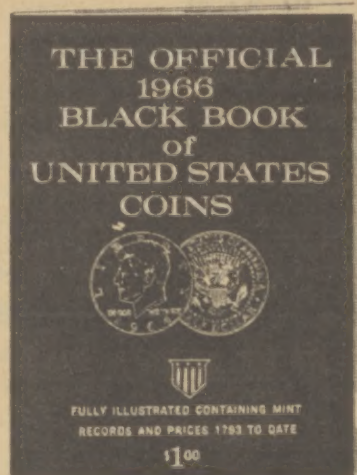 THE OFFICIAL
1966
BLACK BOOK
of
UNITED STATES
COINS
FULLY ILLUSTRATED CONTAINING MINT
RECORDS AND PRICES 1793 TO DATE
$1.00